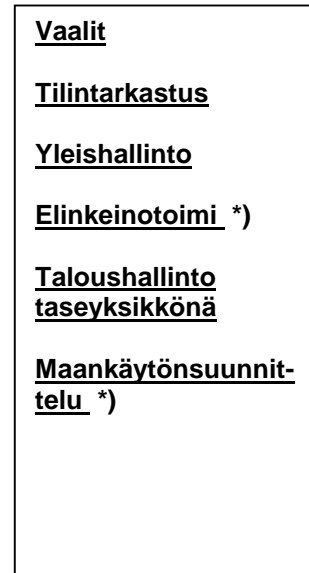 Vaalit
Tilintarkastus
Yleishallinto
Elinkeinotoimi *)
Taloushallinto
taseyksikkönä
Maankäytönsuunnit-
telu *)